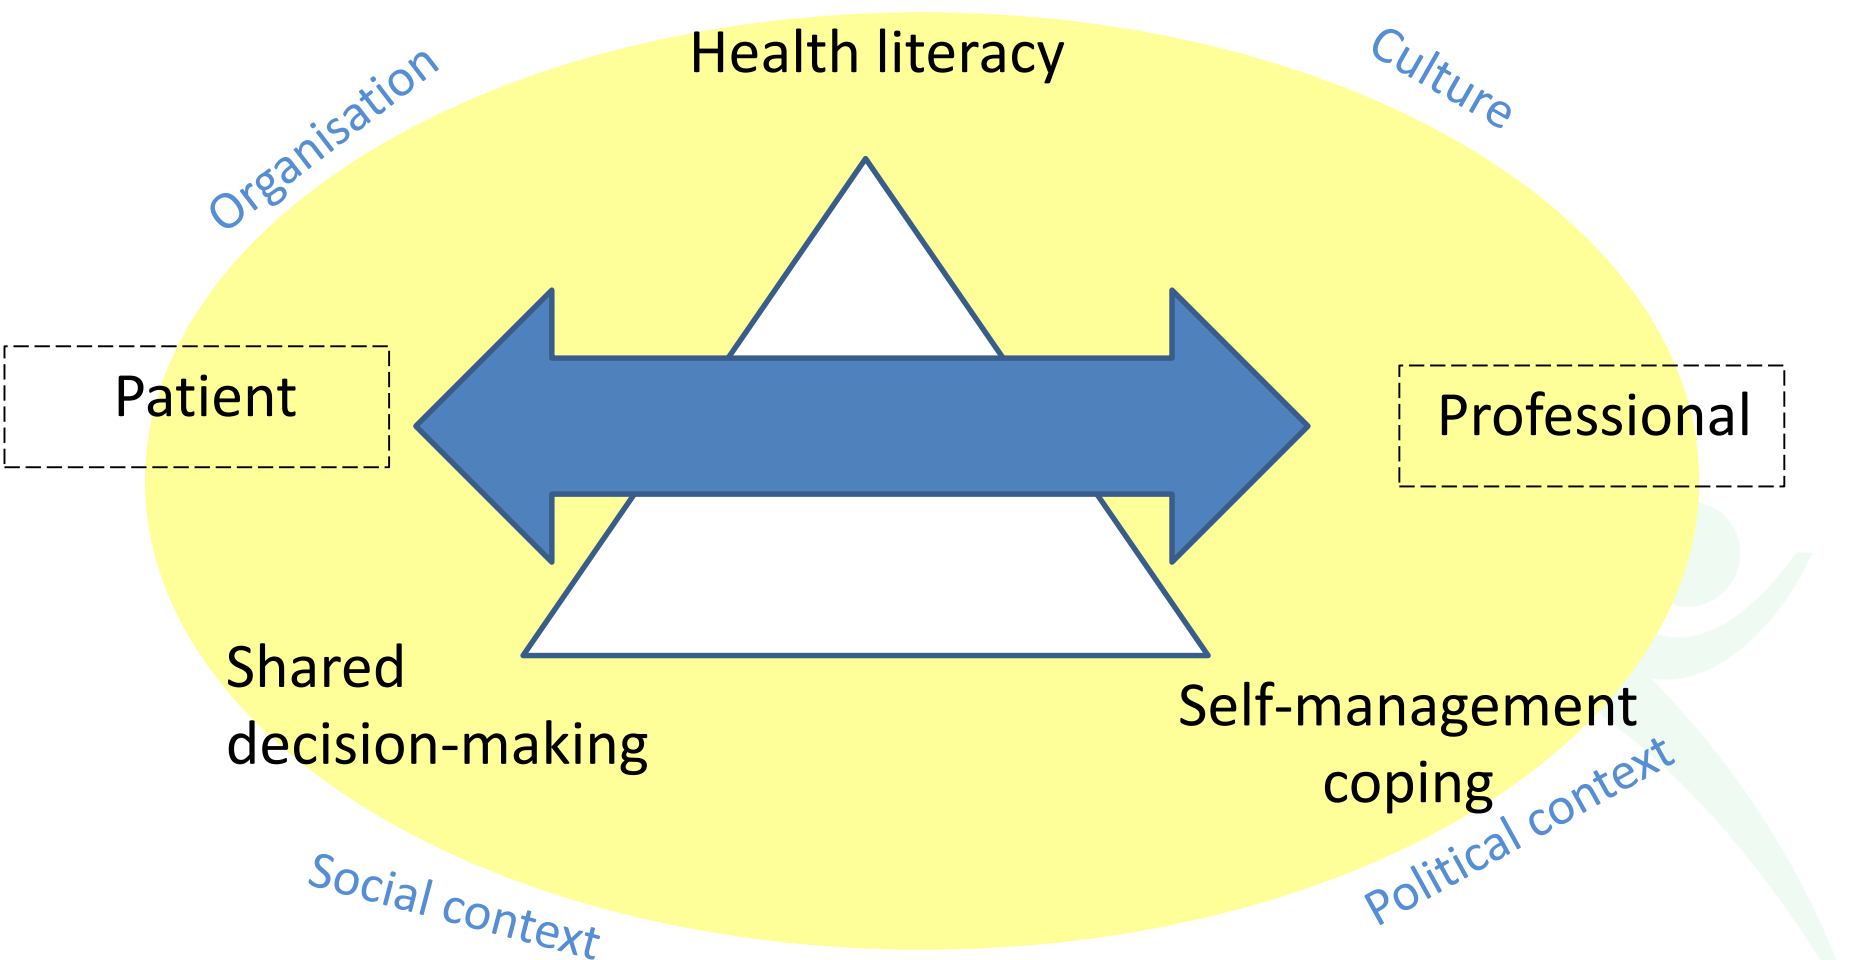 Health literacy
Organisation
Culture
Patient
Professional
Shared
decision-making
Self-management
coping
Social context
Political context